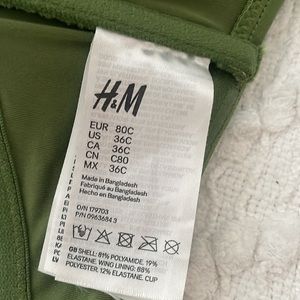 H&M
EUR 80C
US 36C
CA 36C
CN C80
MX 36C
Made in Bangladesh
Fabriqué au Bangladesh
Hecho en Bangladesh
O/N 179703
P/N 0963684 3
GB SHELL: 81% POLYAMIDE, 19%
ELASTANE. WING LINING: 88%
POLYESTER, 12% ELASTANE. CUP